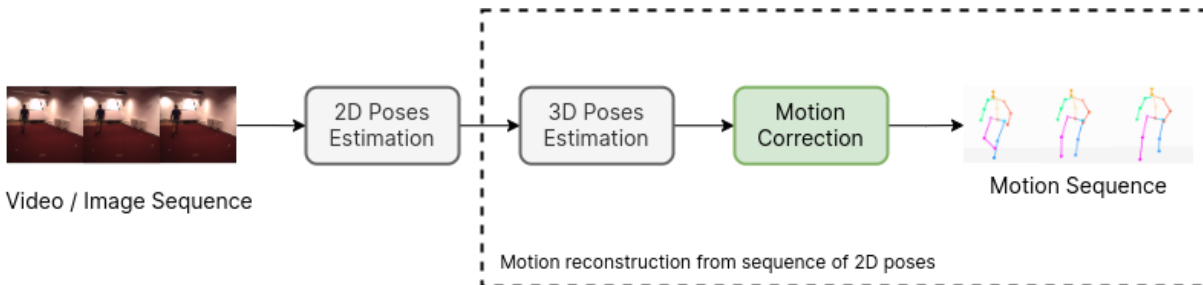 2D Poses
Estimation
3D Poses
Estimation
Motion
Correction
Video / Image Sequence
Motion Sequence
Motion reconstruction from sequence of 2D poses